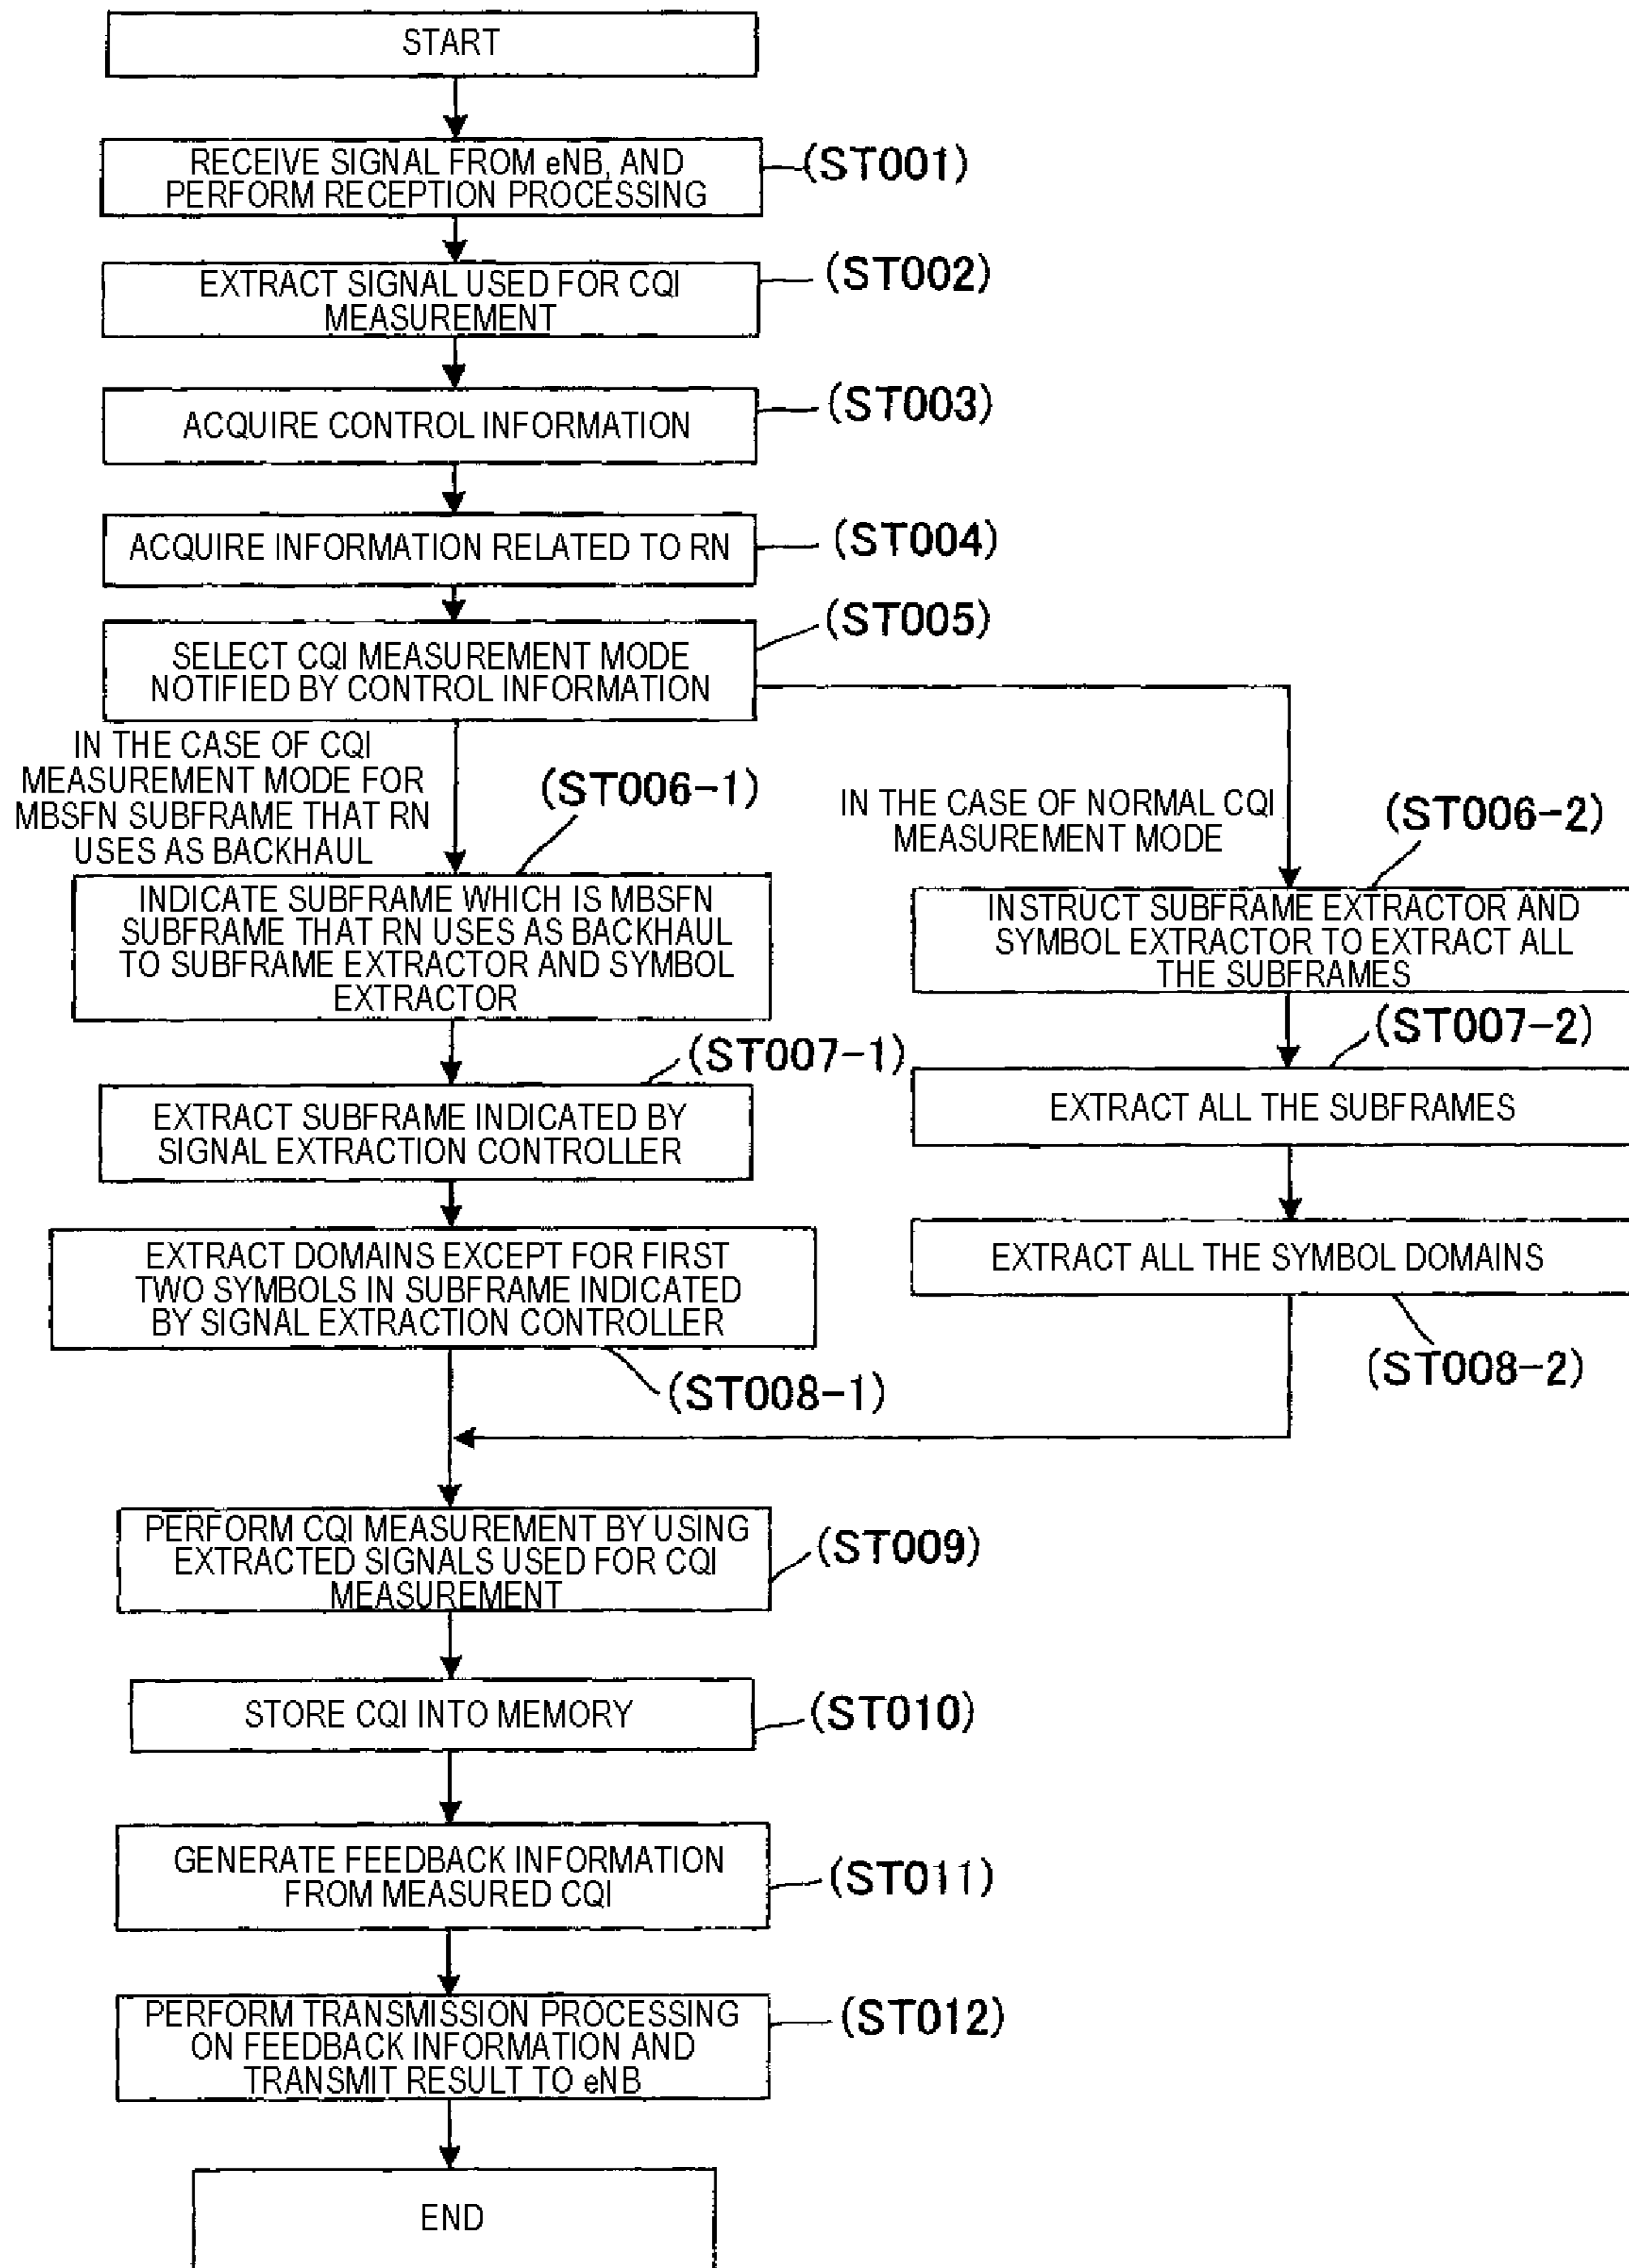 START
RECEIVE SIGNAL FROM eNB, AND
PERFORM RECEPTION PROCESSING
(ST001)
EXTRACT SIGNAL USED FOR CQI
MEASUREMENT
(ST002)
ACQUIRE CONTROL INFORMATION
(ST003)
ACQUIRE INFORMATION RELATED TO RN
(ST004)
SELECT CQI MEASUREMENT MODE
NOTIFIED BY CONTROL INFORMATION
(ST005)
IN THE CASE OF CQI
MEASUREMENT MODE FOR
MBSFN SUBFRAME THAT RN
USES AS BACKHAUL
(ST006-1)
INDICATE SUBFRAME WHICH IS MBSFN
SUBFRAME THAT RN USES AS BACKHAUL
TO SUBFRAME EXTRACTOR AND SYMBOL
EXTRACTOR
(ST007-1)
EXTRACT SUBFRAME INDICATED BY
SIGNAL EXTRACTION CONTROLLER
EXTRACT DOMAINS EXCEPT FOR FIRST
TWO SYMBOLS IN SUBFRAME INDICATED
BY SIGNAL EXTRACTION CONTROLLER
(ST008-1)
IN THE CASE OF NORMAL CQI
MEASUREMENT MODE
(ST006-2)
INSTRUCT SUBFRAME EXTRACTOR AND
SYMBOL EXTRACTOR TO EXTRACT ALL
THE SUBFRAMES
(ST007-2)
EXTRACT ALL THE SUBFRAMES
EXTRACT ALL THE SYMBOL DOMAINS
(ST008-2)
PERFORM CQI MEASUREMENT BY USING
EXTRACTED SIGNALS USED FOR CQI
MEASUREMENT
(ST009)
STORE CQI INTO MEMORY
(ST010)
GENERATE FEEDBACK INFORMATION
FROM MEASURED CQI
(ST011)
PERFORM TRANSMISSION PROCESSING
ON FEEDBACK INFORMATION AND
TRANSMIT RESULT TO eNB
(ST012)
END